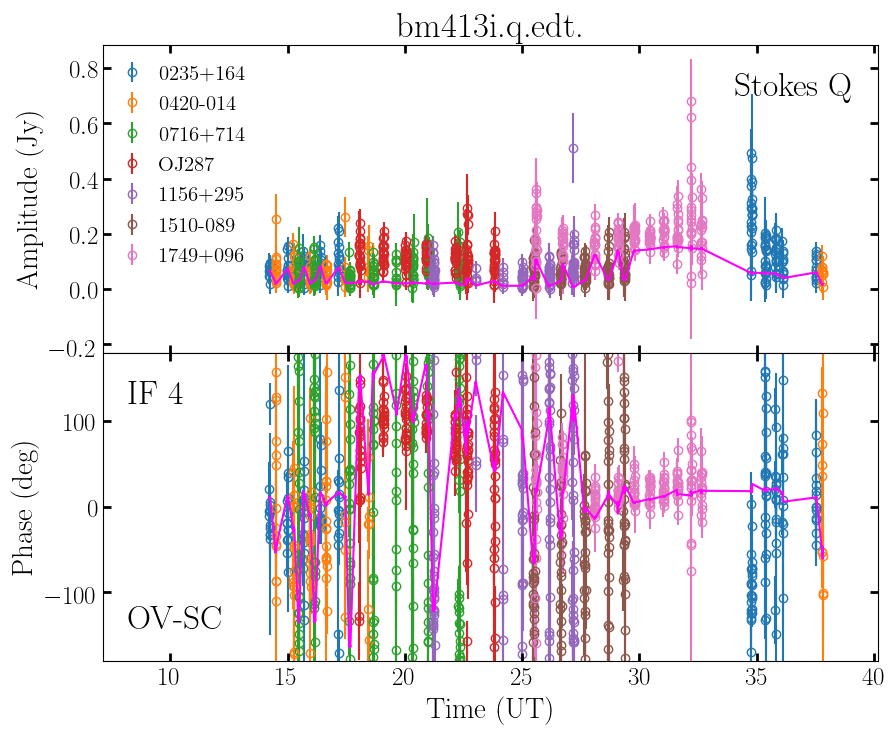 bm413i.q.edt.
Stokes Q
0235+164
0420-014
0716+714
OJ287
1156+295
1510-089
1749+096
Amplitude (Jy)
0.8
0.6
0.4
0.2
0.0
−0.2
IF 4
OV-SC
Phase (deg)
100
0
−100
10 15 20 25 30 35 40
Time (UT)